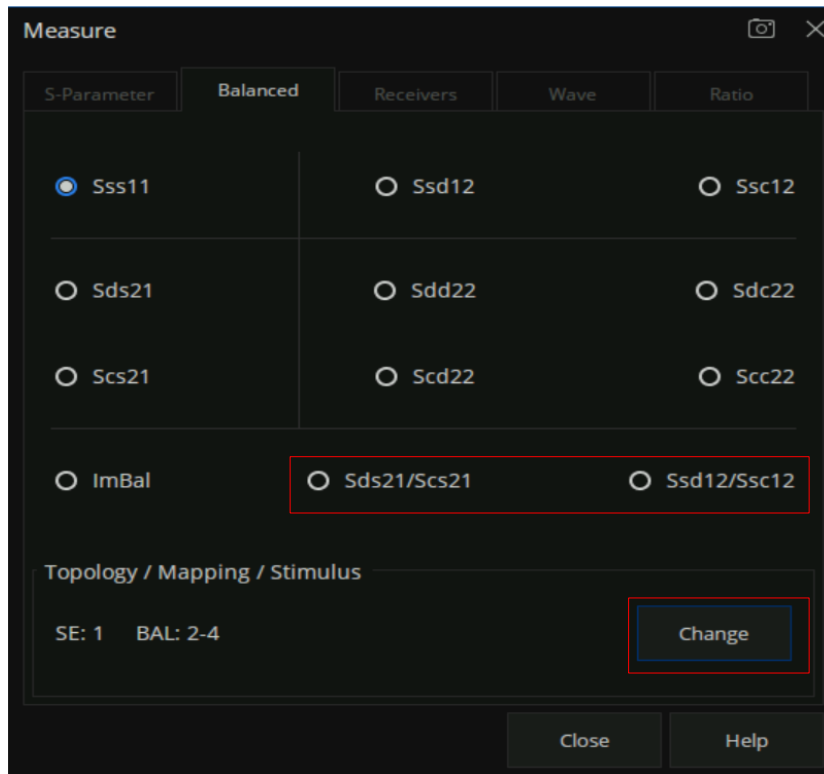 Measure
S-Parameter Balanced Receivers Wave Ratio
Sss11 Ssd12 Ssc12
Sds21 Sdd22 Sdc22
Scs21 Scd22 Scc22
ImBal Sds21/Scs21 Ssd12/Ssc12
Topology / Mapping / Stimulus
SE: 1 BAL: 2-4 Change
Close Help